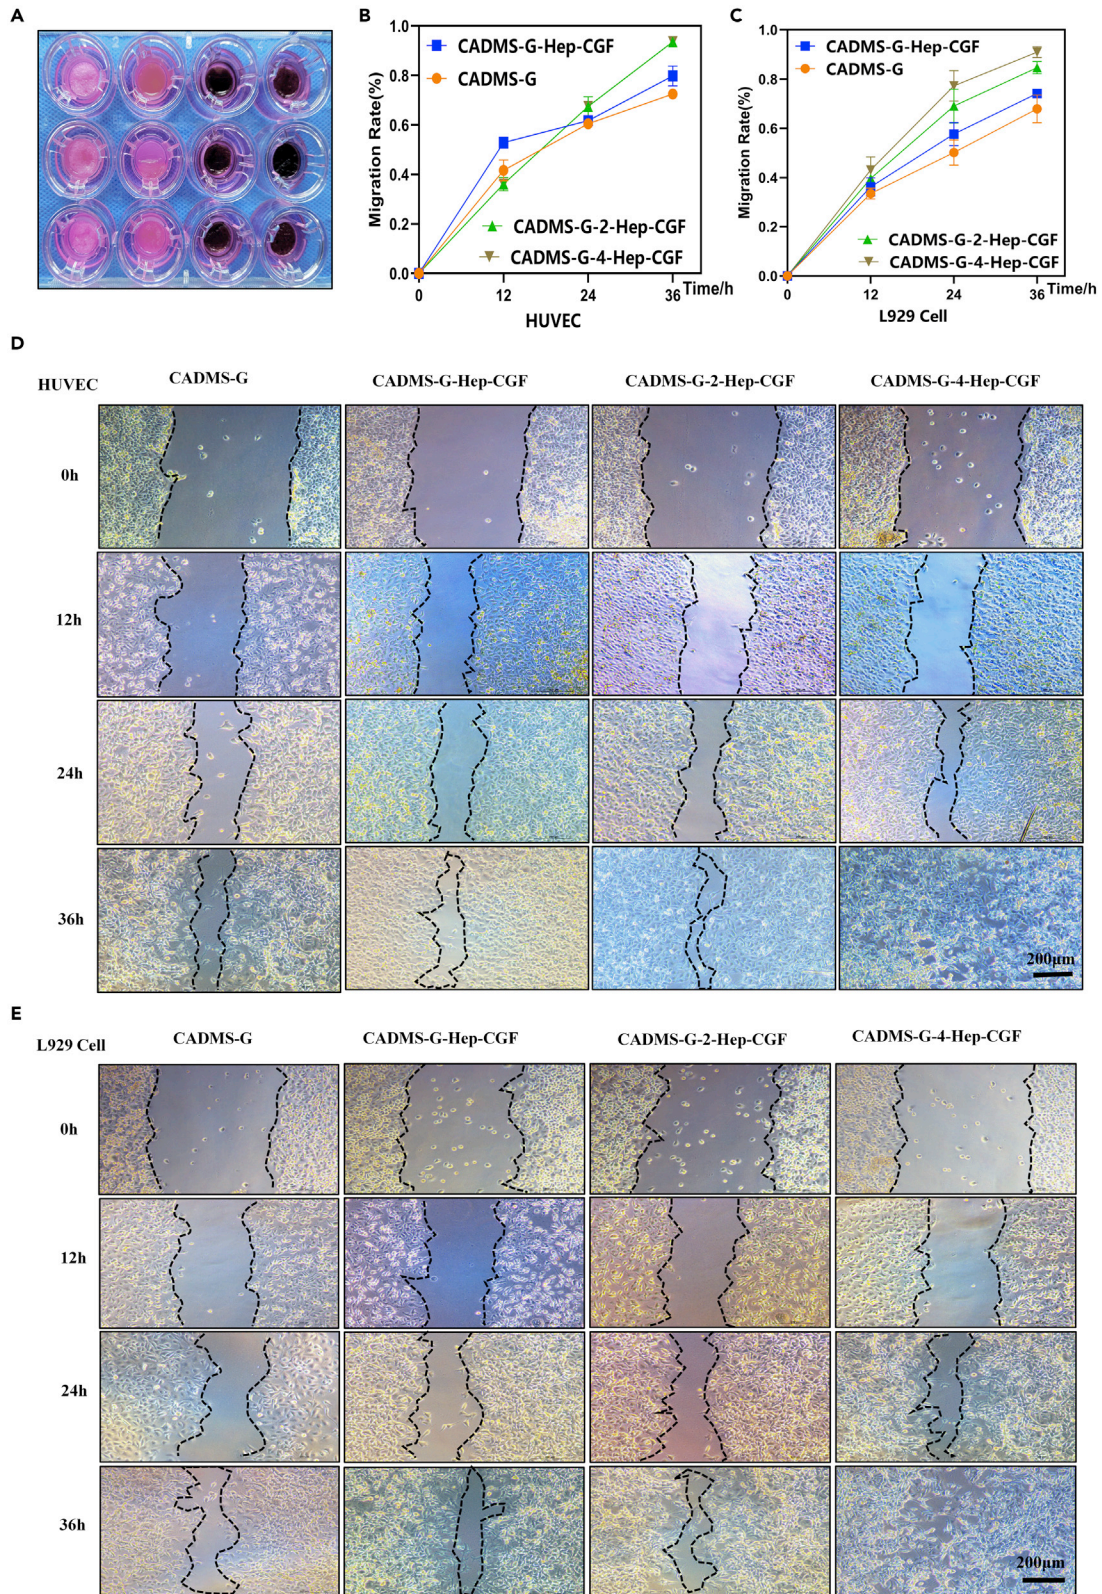 A
B
C
1.0
0.8
0.6
0.4
0.2
0.0
Migration Rate(%)
CADMS-G-Hep-CGF
CADMS-G
CADMS-G-2-Hep-CGF
CADMS-G-4-Hep-CGF
0
12
24
36
Time/h
HUVEC
1.0
0.8
0.6
0.4
0.2
0.0
Migration Rate(%)
CADMS-G-Hep-CGF
CADMS-G
CADMS-G-2-Hep-CGF
CADMS-G-4-Hep-CGF
0
12
24
36
Time/h
L929 Cell
D
HUVEC
CADMS-G
CADMS-G-Hep-CGF
CADMS-G-2-Hep-CGF
CADMS-G-4-Hep-CGF
0h
12h
24h
36h
200μm
E
L929 Cell
CADMS-G
CADMS-G-Hep-CGF
CADMS-G-2-Hep-CGF
CADMS-G-4-Hep-CGF
0h
12h
24h
36h
200μm